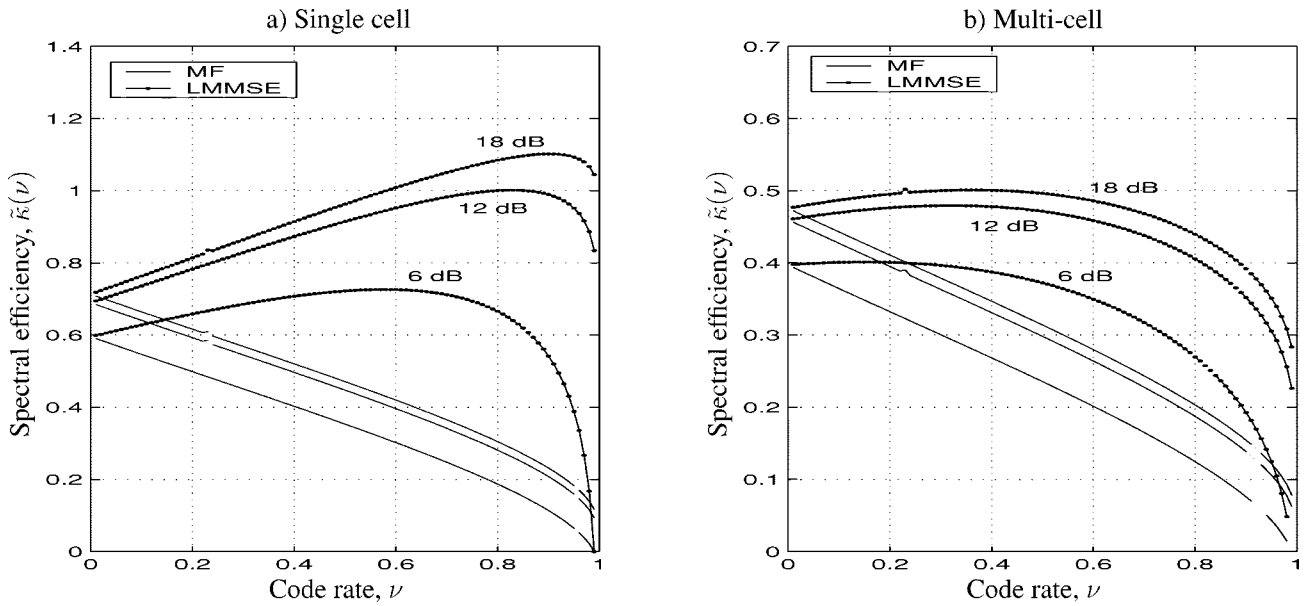 a) Single cell
1.4
1.2
1
0.8
0.6
0.4
0.2
0
0
0.2
0.4
0.6
0.8
1
MF
LMMSE
18 dB
12 dB
6 dB
Spectral efficiency, κ̃(ν)
Code rate, ν
b) Multi-cell
0.7
0.6
0.5
0.4
0.3
0.2
0.1
0
0
0.2
0.4
0.6
0.8
1
MF
LMMSE
18 dB
12 dB
6 dB
Spectral efficiency, κ̃(ν)
Code rate, ν